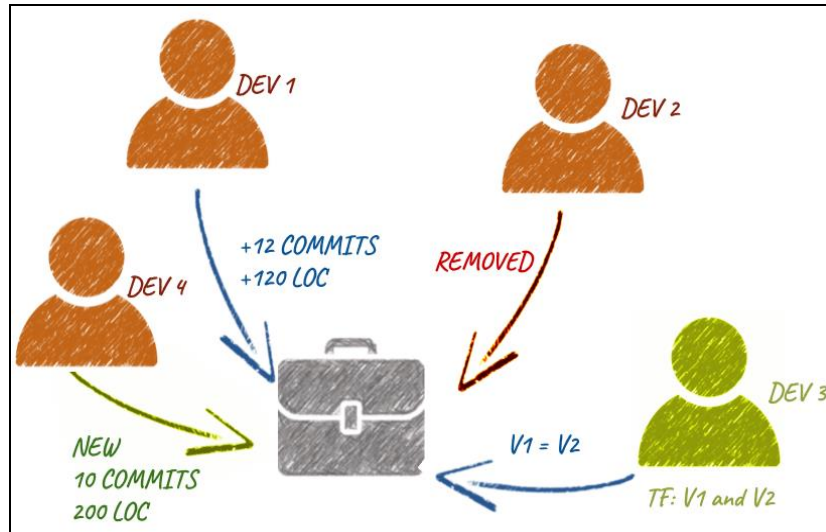 DEV 1
DEV 2
+12 COMMITS
+120 LOC
REMOVED
DEV 4
DEV 3
V1 = V2
NEW
10 COMMITS
200 LOC
TF: V1 and V2